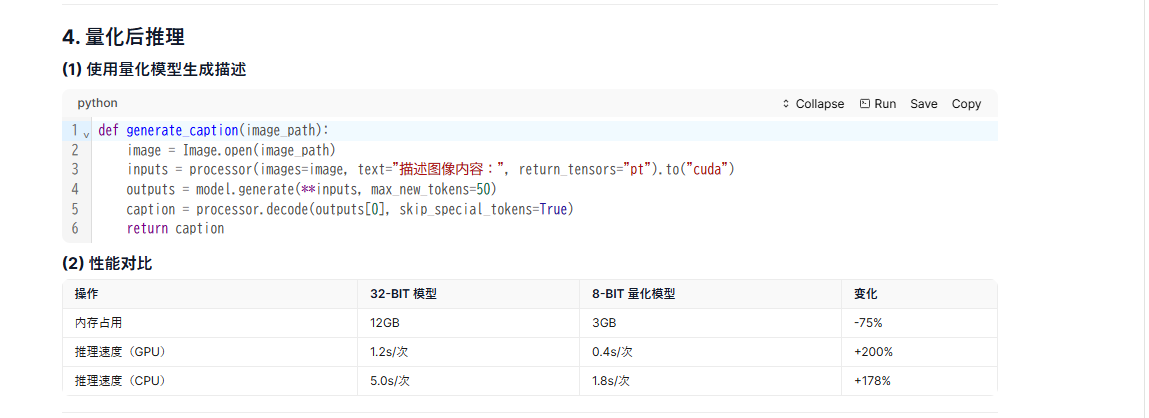 4. 量化后推理
(1) 使用量化模型生成描述
python Collapse Run Save Copy
1 def generate_caption(image_path):
2 image = Image.open(image_path)
3 inputs = processor(images=image, text="描述图像内容：", return_tensors="pt").to("cuda")
4 outputs = model.generate(**inputs, max_new_tokens=50)
5 caption = processor.decode(outputs[0], skip_special_tokens=True)
6 return caption
(2) 性能对比
操作 32-BIT 模型 8-BIT 量化模型 变化
内存占用 12GB 3GB -75%
推理速度（GPU） 1.2s/次 0.4s/次 +200%
推理速度（CPU） 5.0s/次 1.8s/次 +178%